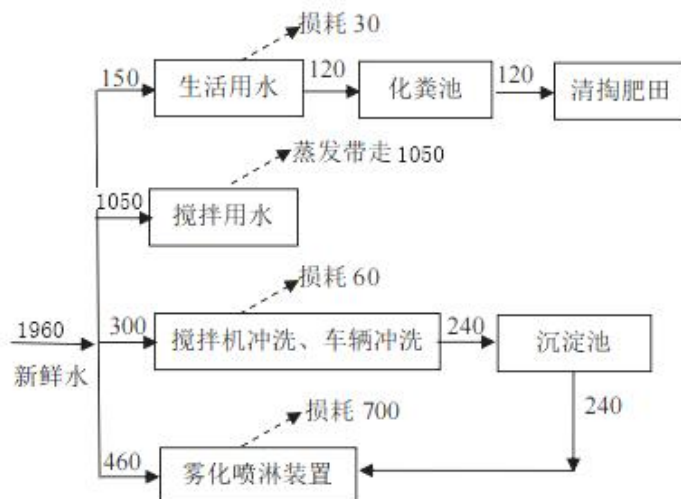 损耗 30
150
生活用水
120
化粪池
120
清掏肥田
蒸发带走 1050
1050
搅拌用水
损耗 60
1960
新鲜水
300
搅拌机冲洗、车辆冲洗
240
沉淀池
240
损耗 700
460
雾化喷淋装置